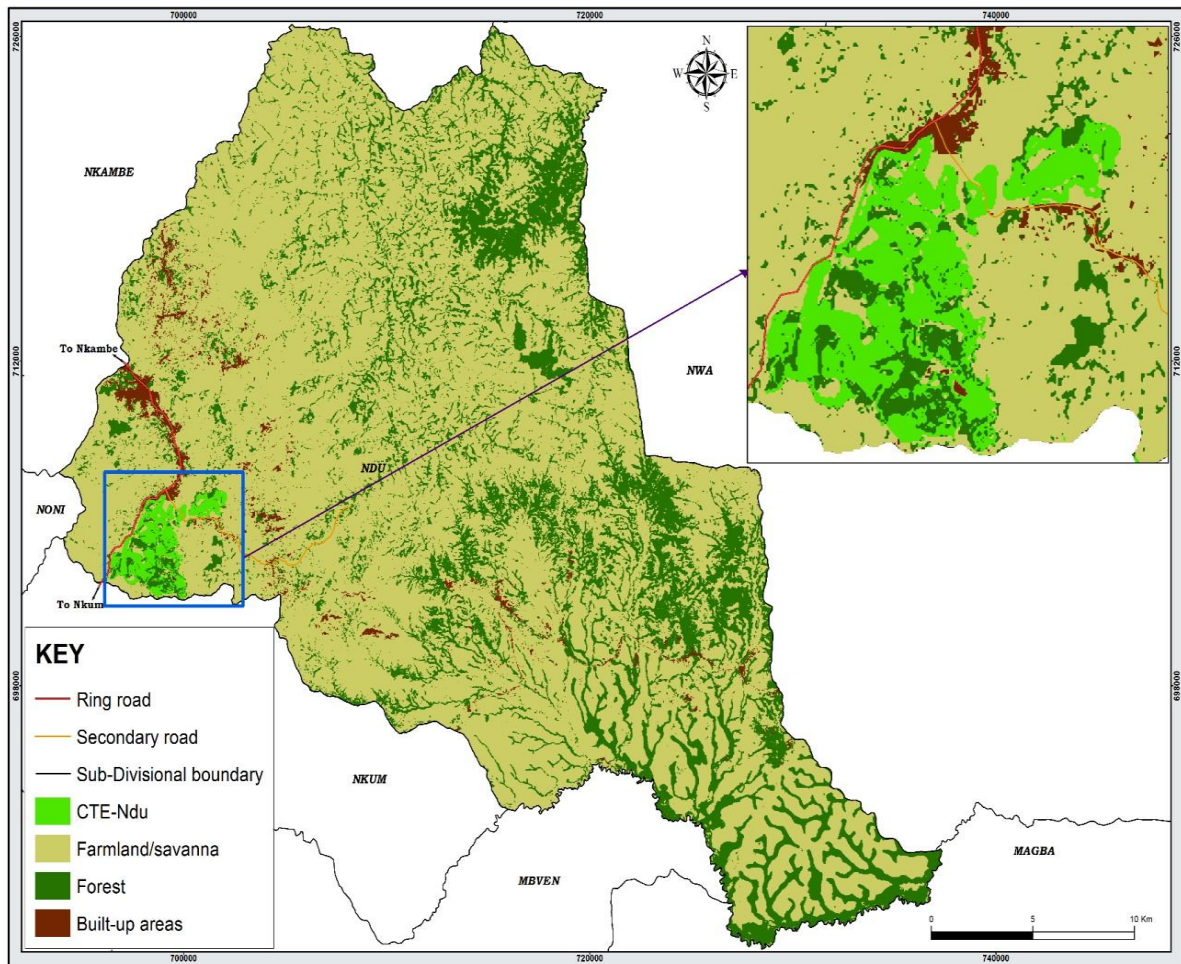 700000
720000
740000
726000
726000
N
W
E
S
NKAMBE
To Nkambe
712000
712000
NWA
NDU
NONI
To Nkum
KEY
Ring road
Secondary road
Sub-Divisional boundary
CTE-Ndu
Farmland/savanna
Forest
Built-up areas
698000
698000
NKUM
MBVEN
MAGBA
0
5
10 Km
700000
720000
740000